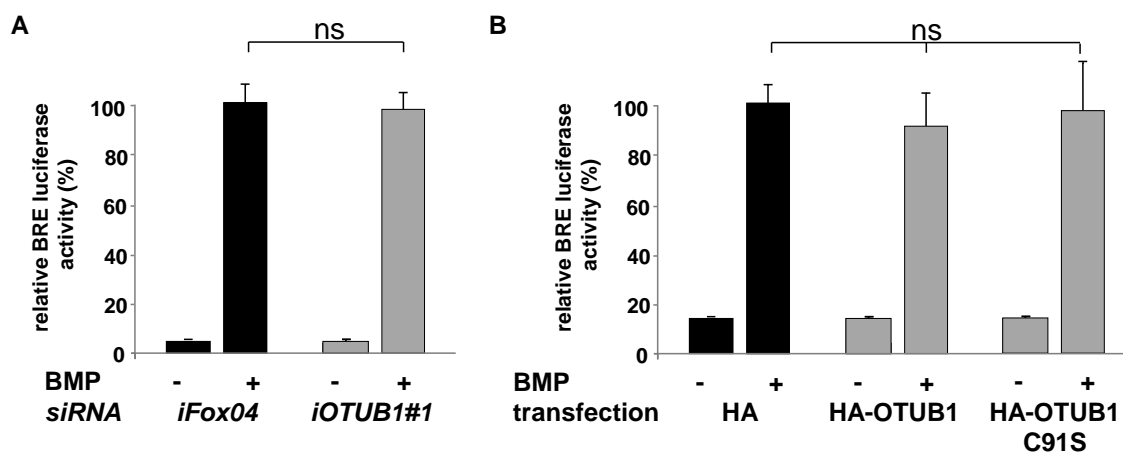 A
ns
relative BRE luciferase
activity (%)
100
80
60
40
20
0
BMP - + - +
siRNA iFox04 iOTUB1#1
B
ns
relative BRE luciferase
activity (%)
100
80
60
40
20
0
BMP - + - + - +
transfection HA HA-OTUB1 HA-OTUB1
C91S